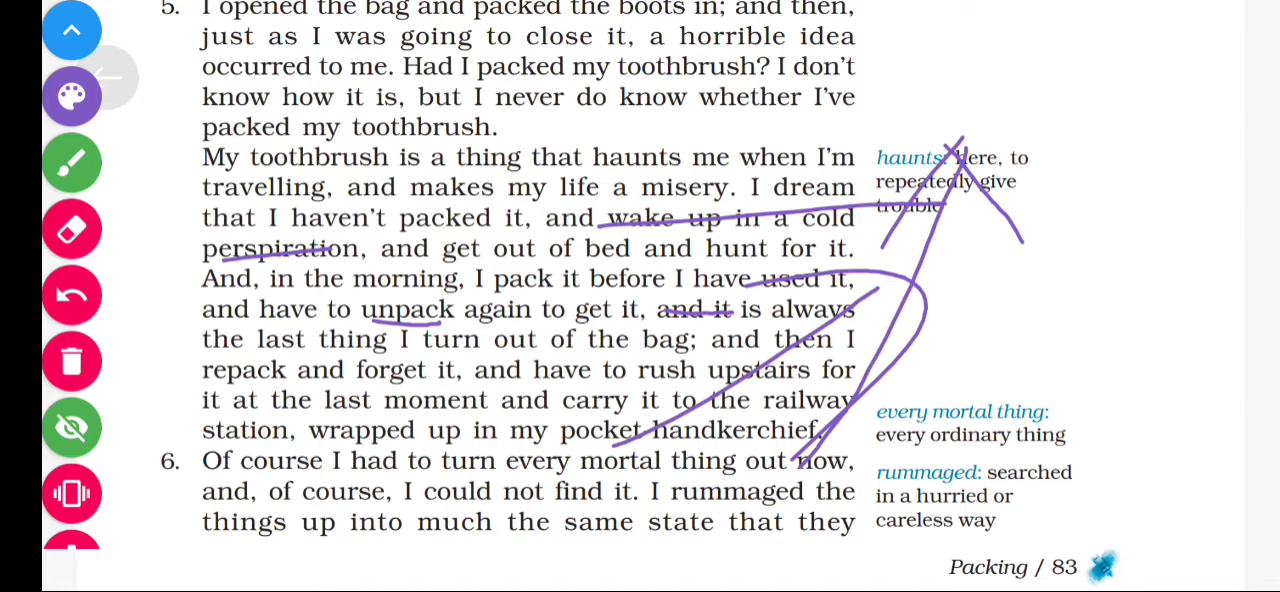 5. I opened the bag and packed the boots in; and then,
just as I was going to close it, a horrible idea
occurred to me. Had I packed my toothbrush? I don't
know how it is, but I never do know whether I've
packed my toothbrush.
My toothbrush is a thing that haunts me when I'm
travelling, and makes my life a misery. I dream
that I haven't packed it, and wake up in a cold
perspiration, and get out of bed and hunt for it.
And, in the morning, I pack it before I have used it,
and have to unpack again to get it, and it is always
the last thing I turn out of the bag; and then I
repack and forget it, and have to rush upstairs for
it at the last moment and carry it to the railway
station, wrapped up in my pocket handkerchief.
6. Of course I had to turn every mortal thing out now,
and, of course, I could not find it. I rummaged the
things up into much the same state that they
haunts: Here, to
repeatedly give
trouble
every mortal thing:
every ordinary thing
rummaged: searched
in a hurried or
careless way
Packing / 83